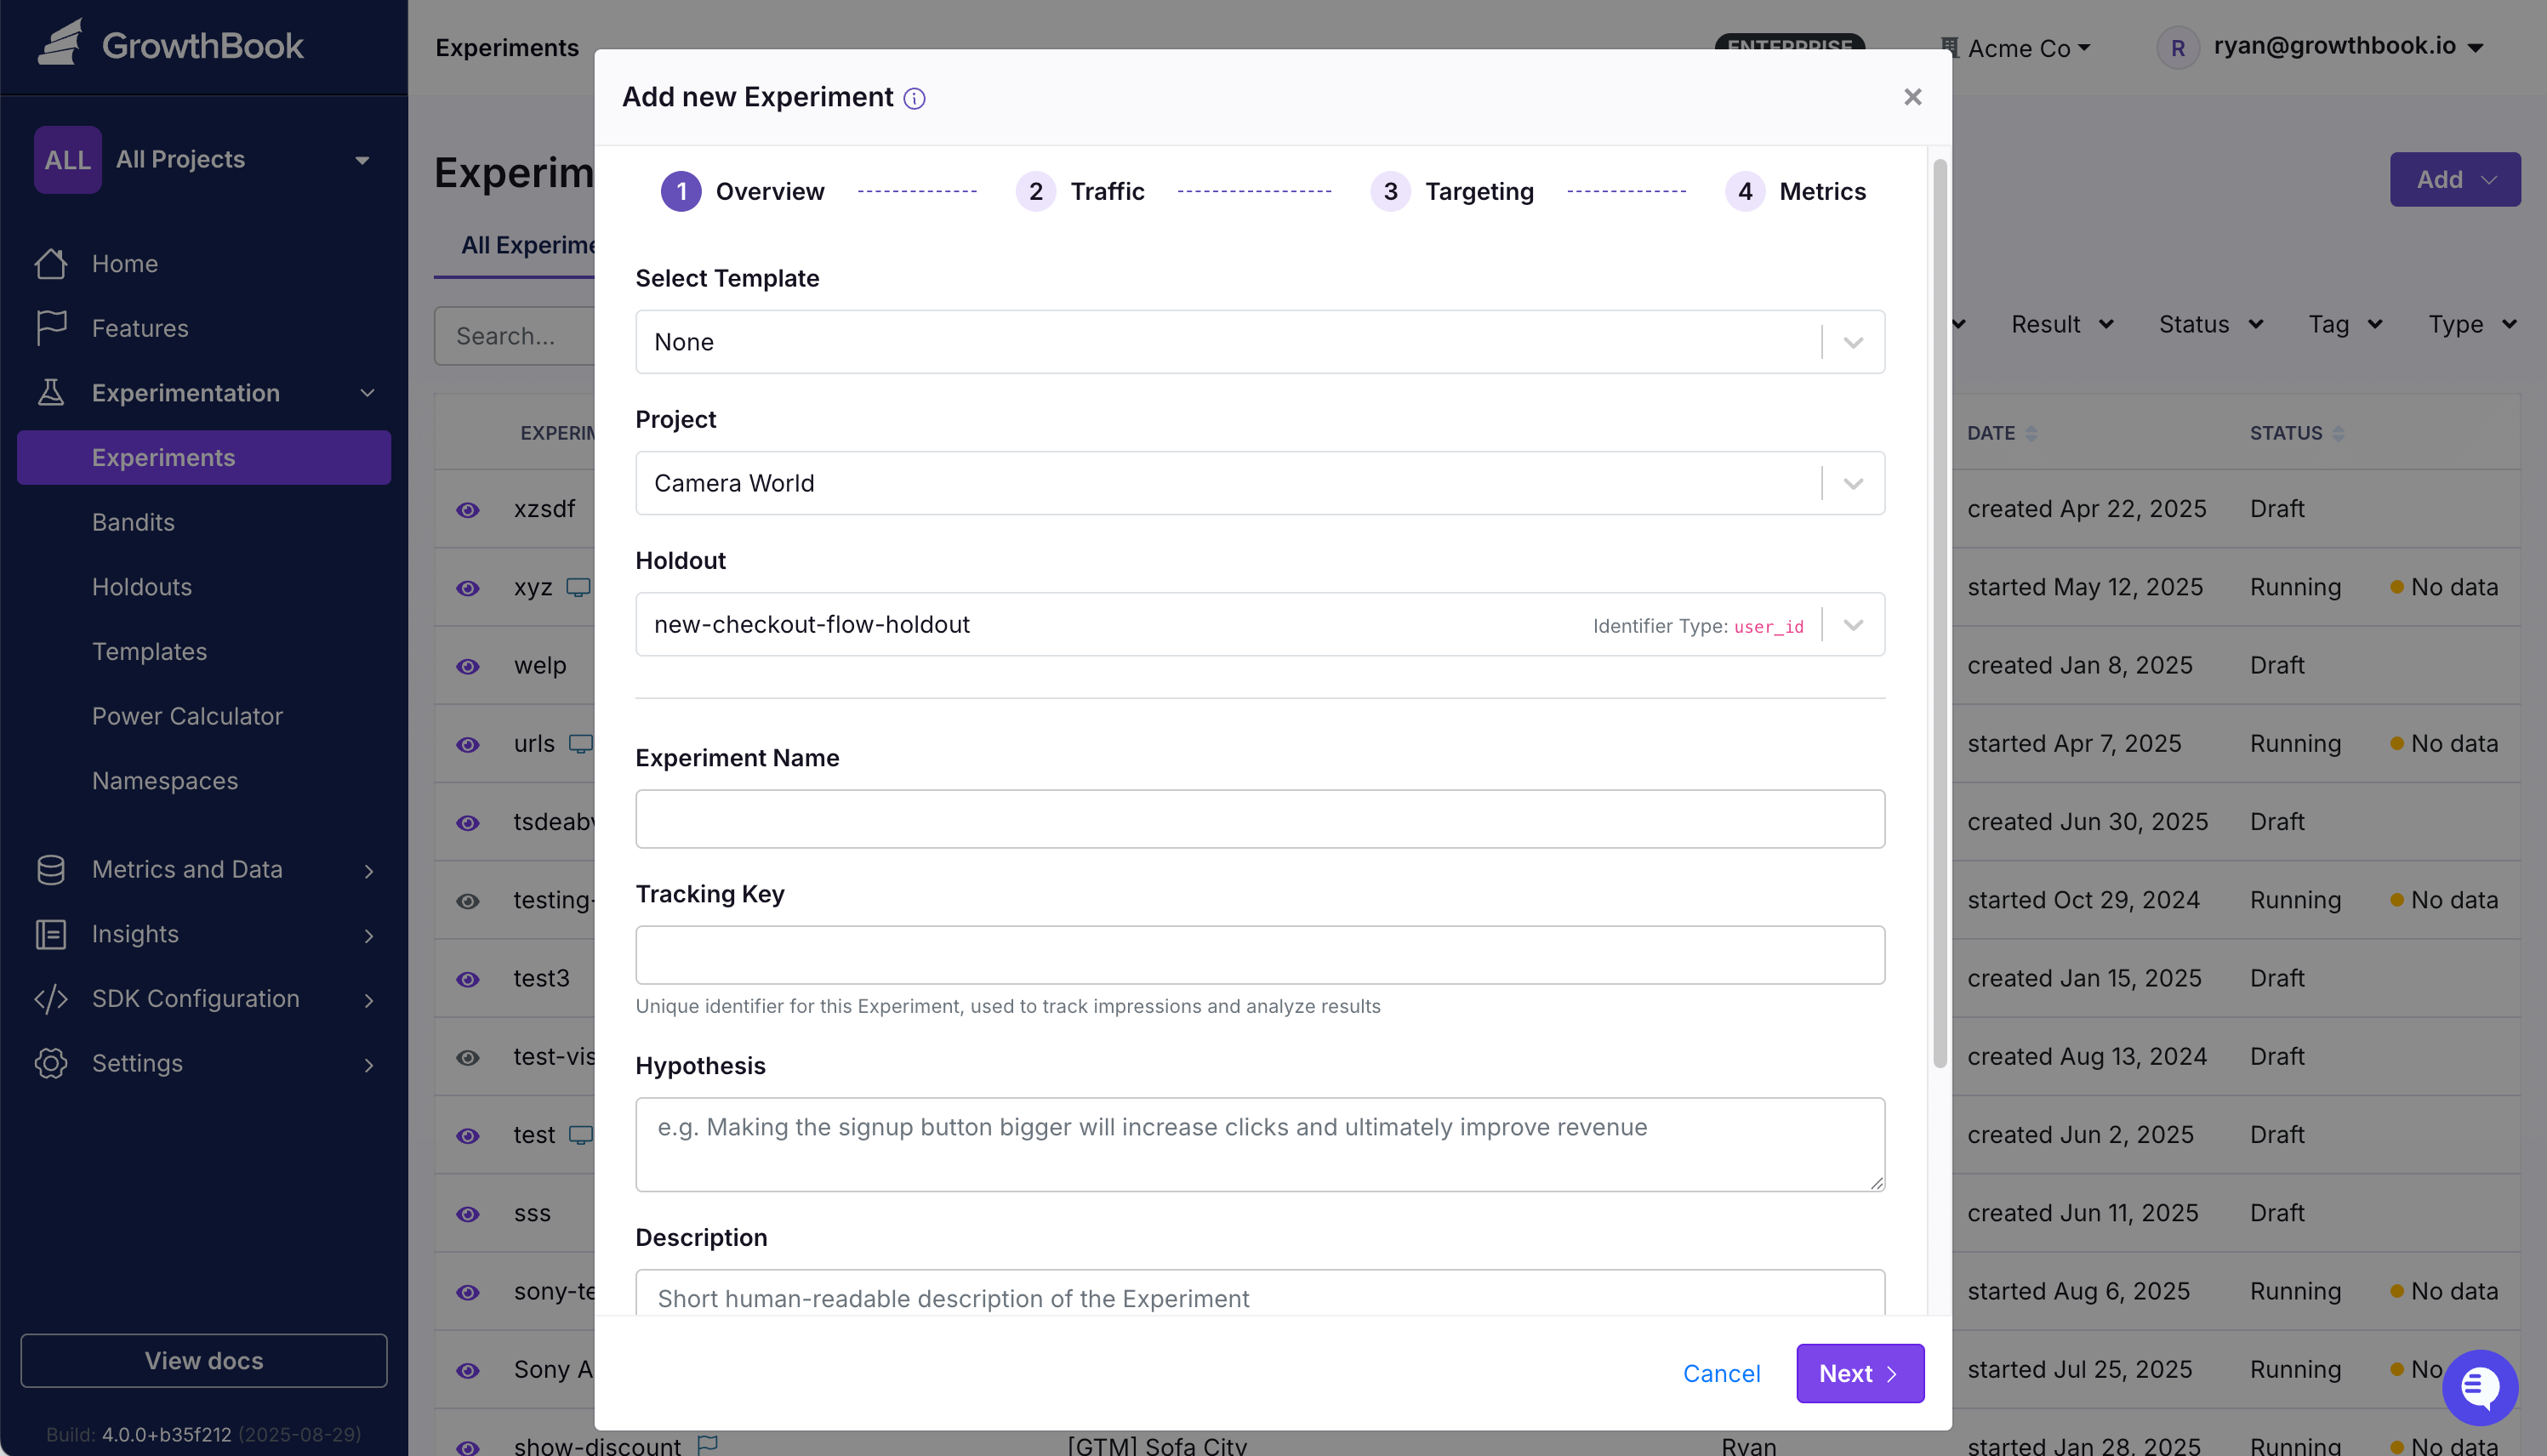 GrowthBook
Experiments
ENTERPRISE
Acme Co
R
ryan@growthbook.io
ALL
All Projects
Home
Features
Experimentation
Experiments
Bandits
Holdouts
Templates
Power Calculator
Namespaces
Metrics and Data
Insights
SDK Configuration
Settings
View docs
Build: 4.0.0+b35f212 (2025-08-29)
Add
Search...
Result
Status
Tag
Type
DATE
STATUS
xzsdf
created Apr 22, 2025 Draft
xyz
started May 12, 2025 Running No data
welp
created Jan 8, 2025 Draft
urls
started Apr 7, 2025 Running No data
created Jun 30, 2025 Draft
started Oct 29, 2024 Running No data
test3
created Jan 15, 2025 Draft
created Aug 13, 2024 Draft
test
created Jun 2, 2025 Draft
sss
created Jun 11, 2025 Draft
started Aug 6, 2025 Running No data
Sony
started Jul 25, 2025 Running No
show-discount [GTM] Sofa City Ryan started Jan 28, 2025 Running No data
Add new Experiment
1 Overview
2 Traffic
3 Targeting
4 Metrics
Select Template
None
Project
Camera World
Holdout
new-checkout-flow-holdout
Identifier Type: user_id
Experiment Name
Tracking Key
Unique identifier for this Experiment, used to track impressions and analyze results
Hypothesis
e.g. Making the signup button bigger will increase clicks and ultimately improve revenue
Description
Short human-readable description of the Experiment
Cancel
Next